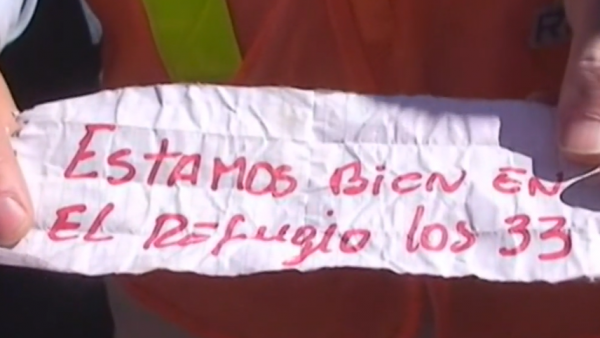 ESTAMOS BiEN EN
EL REFugio los 33